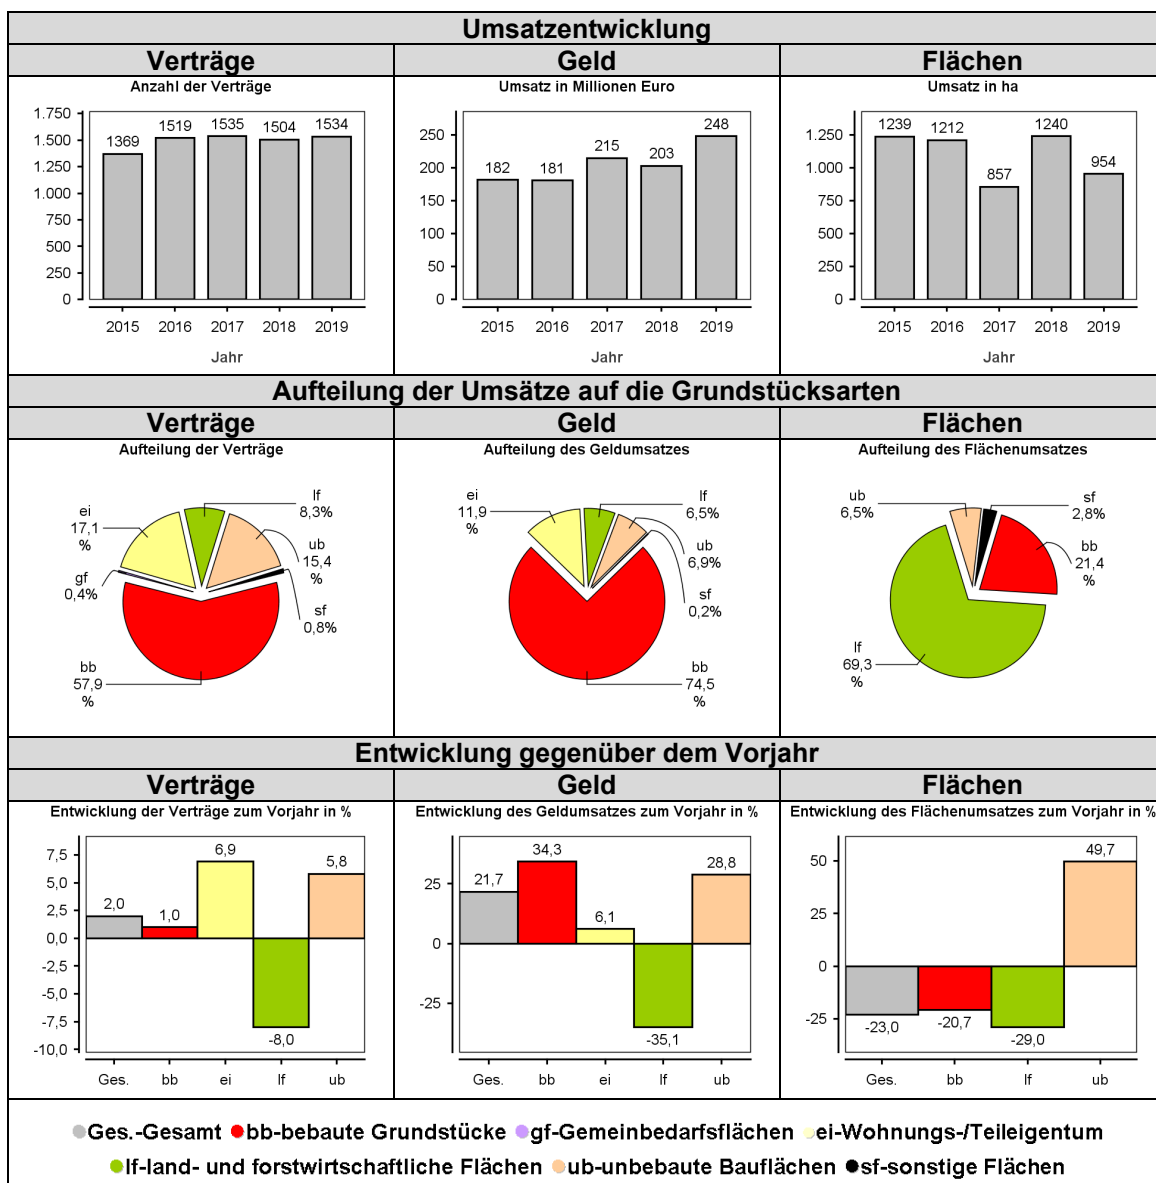 Umsatzentwicklung
Verträge
Geld
Flächen
Anzahl der Verträge
1.750
1.500
1.250
1.000
750
500
250
0
1369
1519
1535
1504
1534
2015
2016
2017
2018
2019
Jahr
Umsatz in Millionen Euro
250
200
150
100
50
0
182
181
215
203
248
2015
2016
2017
2018
2019
Jahr
Umsatz in ha
1.250
1.000
750
500
250
0
1239
1212
857
1240
954
2015
2016
2017
2018
2019
Jahr
Aufteilung der Umsätze auf die Grundstücksarten
Verträge
Geld
Flächen
Aufteilung der Verträge
ei
17,1
%
lf
8,3%
ub
15,4
%
gf
0,4%
sf
0,8%
bb
57,9
%
Aufteilung des Geldumsatzes
ei
11,9
%
lf
6,5%
ub
6,9%
sf
0,2%
bb
74,5
%
Aufteilung des Flächenumsatzes
ub
6,5%
sf
2,8%
bb
21,4
%
lf
69,3
%
Entwicklung gegenüber dem Vorjahr
Verträge
Geld
Flächen
Entwicklung der Verträge zum Vorjahr in %
7,5
5,0
2,5
0,0
-2,5
-5,0
-7,5
-10,0
2,0
1,0
6,9
-8,0
5,8
Ges.
bb
ei
lf
ub
Entwicklung des Geldumsatzes zum Vorjahr in %
25
0
-25
21,7
34,3
6,1
-35,1
28,8
Ges.
bb
ei
lf
ub
Entwicklung des Flächenumsatzes zum Vorjahr in %
50
25
0
-25
-23,0
-20,7
-29,0
49,7
Ges.
bb
lf
ub
Ges.-Gesamt bb-bebaute Grundstücke gf-Gemeinbedarfsflächen ei-Wohnungs-/Teileigentum
lf-land- und forstwirtschaftliche Flächen ub-unbebaute Bauflächen sf-sonstige Flächen